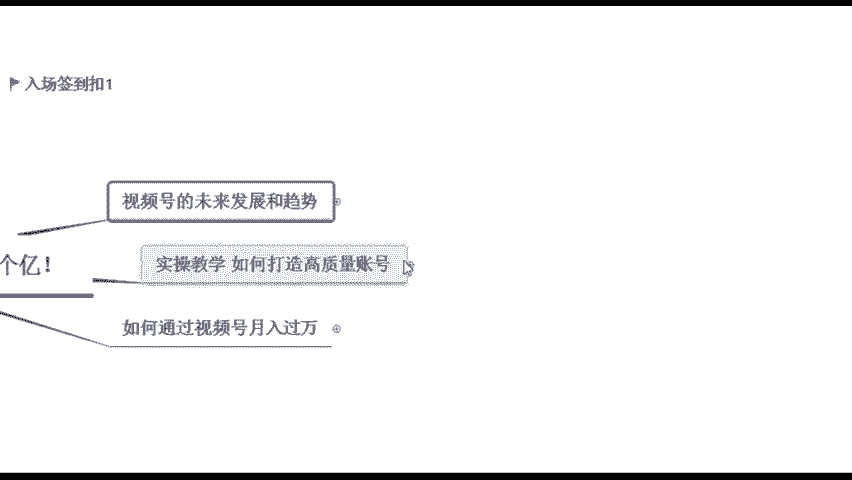 入场签到扣1
视频号的未来发展和趋势
个亿！
实操教学 如何打造高质量账号
如何通过视频号月入过万